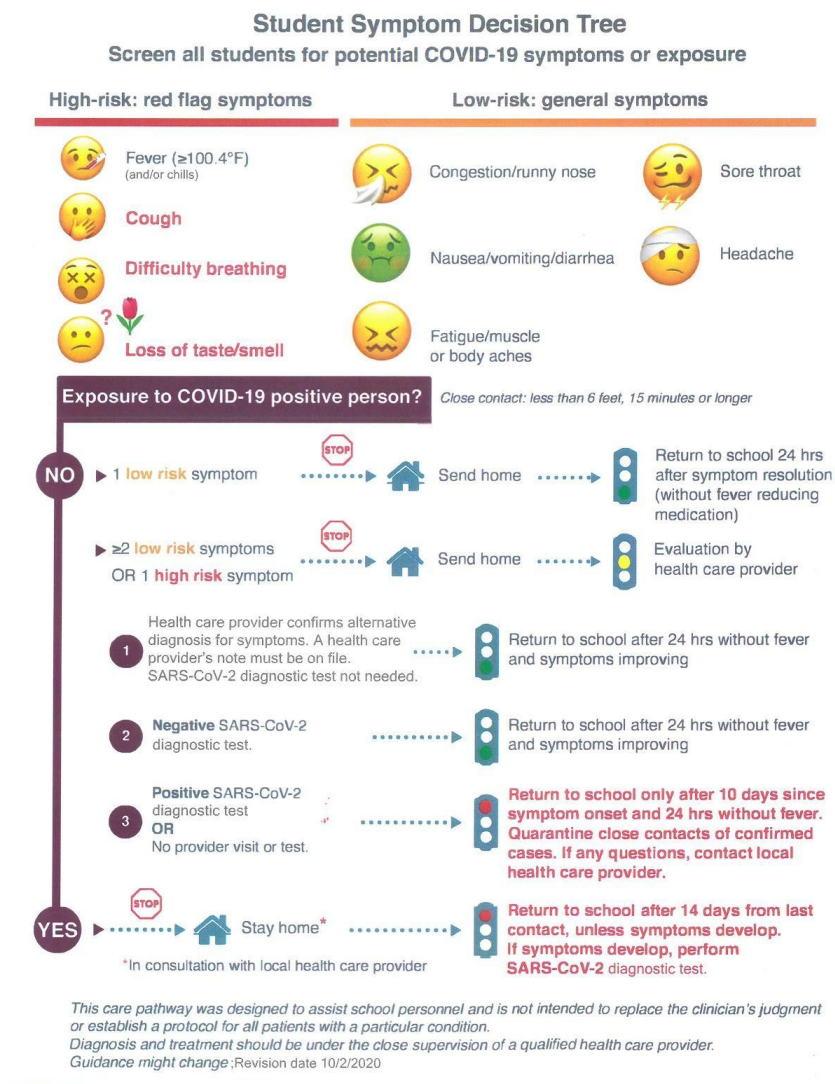 Student Symptom Decision Tree
Screen all students for potential COVID-19 symptoms or exposure
High-risk: red flag symptoms
Low-risk: general symptoms
Fever (≥100.4°F)
(and/or chills)
Cough
Difficulty breathing
?
Loss of taste/smell
Congestion/runny nose
Nausea/vomiting/diarrhea
Fatigue/muscle
or body aches
Sore throat
Headache
Exposure to COVID-19 positive person?
Close contact: less than 6 feet, 15 minutes or longer
NO
1 low risk symptom
STOP
Send home
Return to school 24 hrs
after symptom resolution
(without fever reducing
medication)
≥2 low risk symptoms
OR 1 high risk symptom
STOP
Send home
Evaluation by
health care provider
1
Health care provider confirms alternative
diagnosis for symptoms. A health care
provider's note must be on file.
SARS-CoV-2 diagnostic test not needed.
Return to school after 24 hrs without fever
and symptoms improving
2
Negative SARS-CoV-2
diagnostic test.
Return to school after 24 hrs without fever
and symptoms improving
3
Positive SARS-CoV-2
diagnostic test
OR
No provider visit or test.
Return to school only after 10 days since
symptom onset and 24 hrs without fever.
Quarantine close contacts of confirmed
cases. If any questions, contact local
health care provider.
YES
STOP
Stay home*
*In consultation with local health care provider
Return to school after 14 days from last
contact, unless symptoms develop.
If symptoms develop, perform
SARS-CoV-2 diagnostic test.
This care pathway was designed to assist school personnel and is not intended to replace the clinician's judgment
or establish a protocol for all patients with a particular condition.
Diagnosis and treatment should be under the close supervision of a qualified health care provider.
Guidance might change;Revision date 10/2/2020